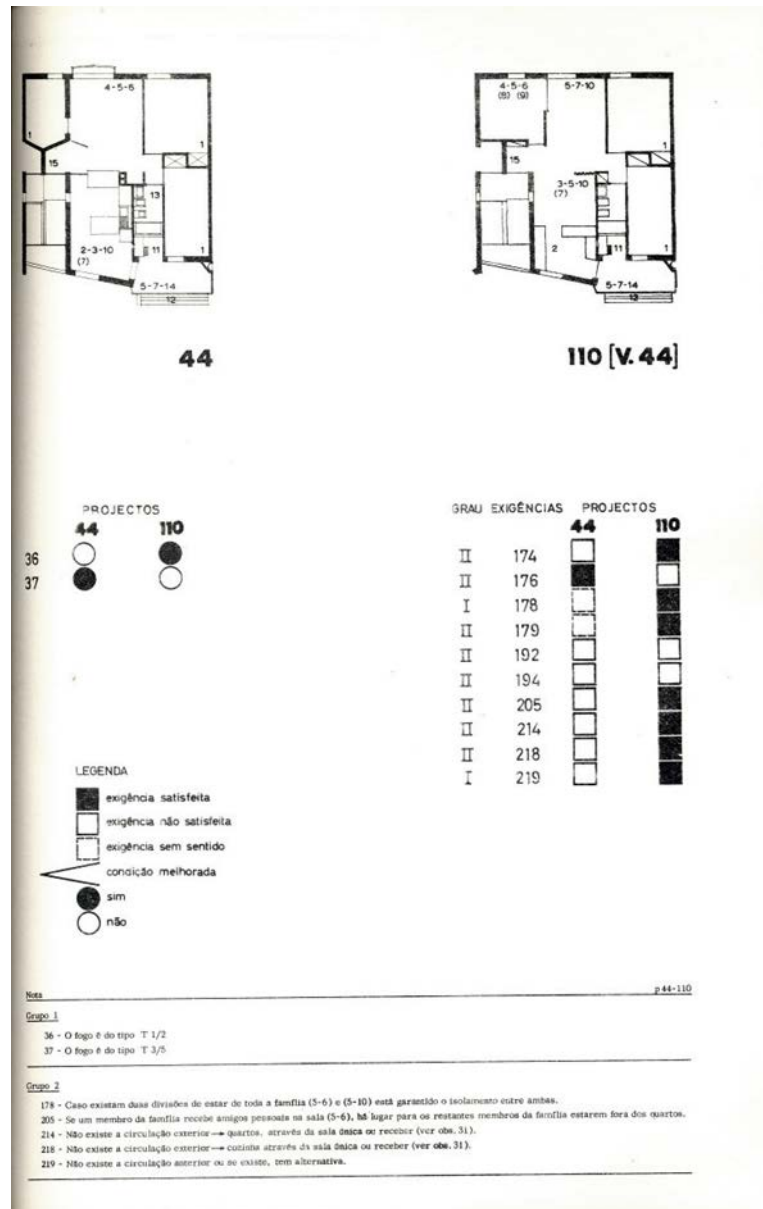 4-5-6
1
1
15
13
2-3-10
(7)
11
1
5-7-14
12
44
4-5-6
(8) (9)
5-7-10
1
15
3-5-10
(7)
2
11
1
5-7-14
13
110 [V. 44]
PROJECTOS
44 110
36
37
GRAU EXIGÊNCIAS PROJECTOS
44 110
II 174
II 176
I 178
II 179
II 192
II 194
II 205
II 214
II 218
I 219
LEGENDA
exigência satisfeita
exigência não satisfeita
exigência sem sentido
condição melhorada
sim
não
Nota p 44-110
Grupo 1
36 - O fogo é do tipo T 1/2
37 - O fogo é do tipo T 3/5
Grupo 2
178 - Caso existam duas divisões de estar de toda a família (5-6) e (5-10) está garantido o isolamento entre ambas.
205 - Se um membro da família recebe amigos pessoais na sala (5-6), há lugar para os restantes membros da família estarem fora dos quartos.
214 - Não existe a circulação exterior → quartos, através da sala única ou receber (ver obs. 31).
218 - Não existe a circulação exterior → cozinha através da sala única ou receber (ver obs. 31).
219 - Não existe a circulação anterior ou se existe, tem alternativa.